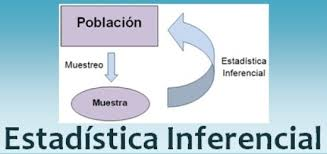 Población
Muestreo
Estadística
Inferencial
Muestra
Estadística Inferencial